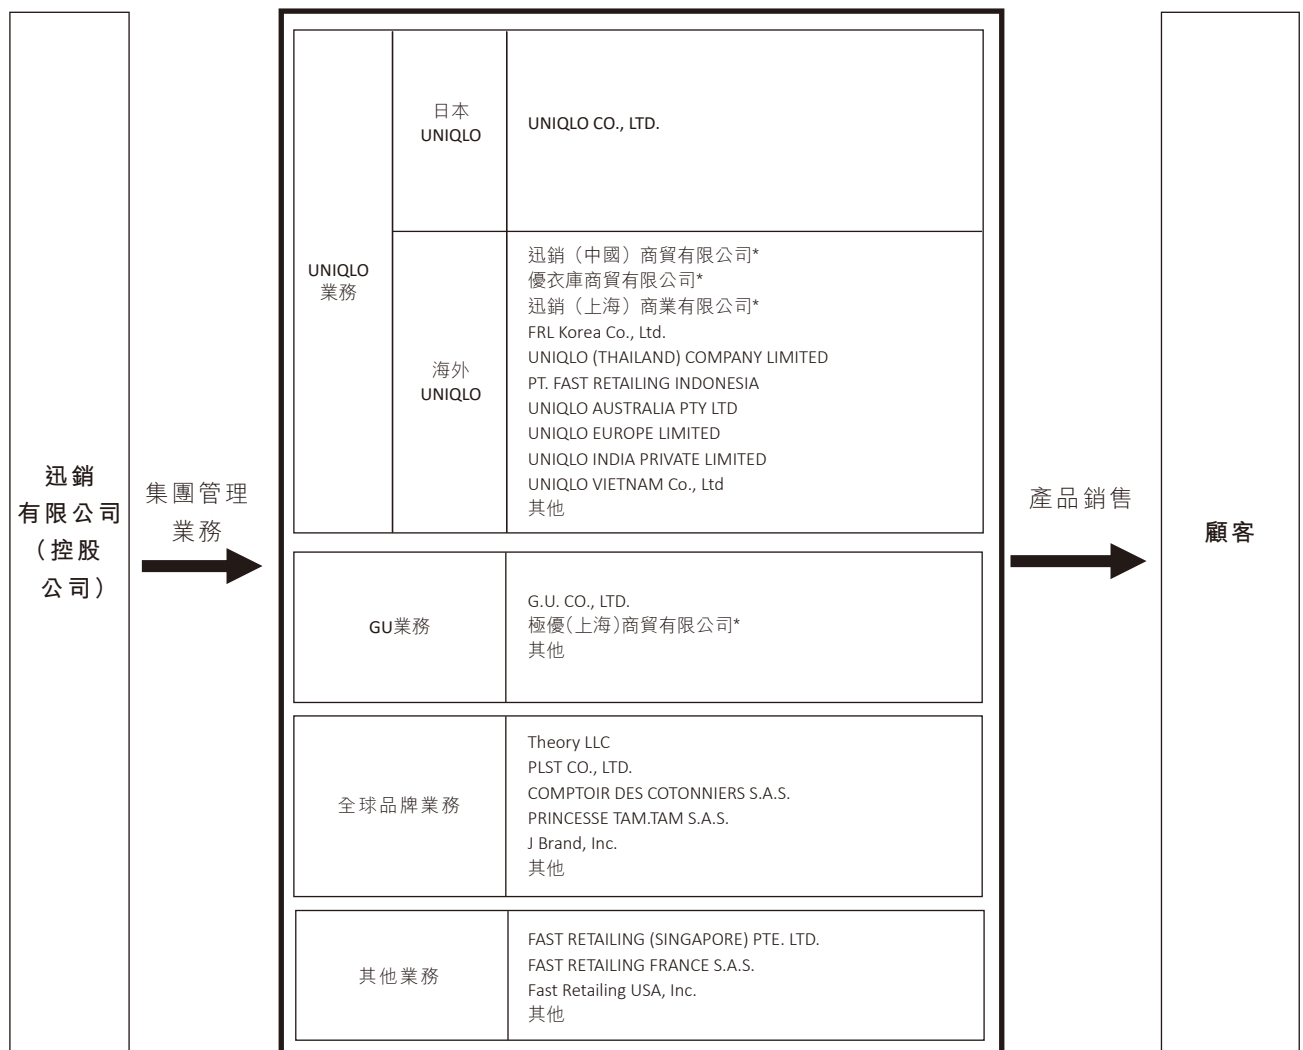 迅銷
有限公司
（控股
公司）
集團管理
業務
UNIQLO
業務
日本
UNIQLO
UNIQLO CO., LTD.
海外
UNIQLO
迅銷（中國）商貿有限公司*
優衣庫商貿有限公司*
迅銷（上海）商業有限公司*
FRL Korea Co., Ltd.
UNIQLO (THAILAND) COMPANY LIMITED
PT. FAST RETAILING INDONESIA
UNIQLO AUSTRALIA PTY LTD
UNIQLO EUROPE LIMITED
UNIQLO INDIA PRIVATE LIMITED
UNIQLO VIETNAM Co., Ltd
其他
GU業務
G.U. CO., LTD.
極優(上海)商貿有限公司*
其他
全球品牌業務
Theory LLC
PLST CO., LTD.
COMPTOIR DES COTONNIERS S.A.S.
PRINCESSE TAM.TAM S.A.S.
J Brand, Inc.
其他
其他業務
FAST RETAILING (SINGAPORE) PTE. LTD.
FAST RETAILING FRANCE S.A.S.
Fast Retailing USA, Inc.
其他
產品銷售
顧客